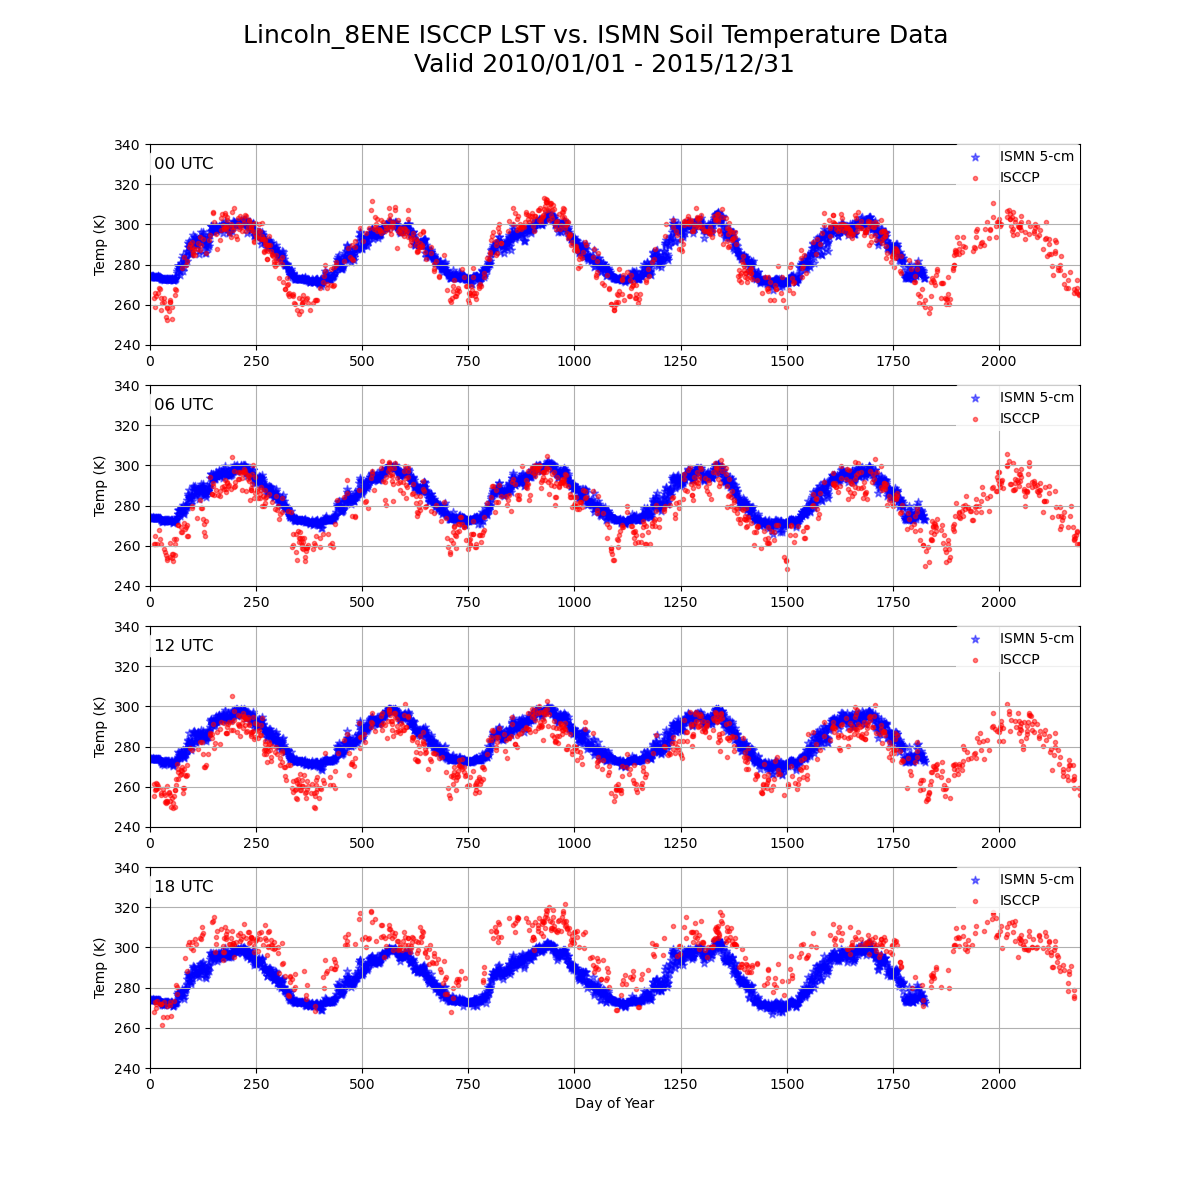 Lincoln_8ENE ISCCP LST vs. ISMN Soil Temperature Data
Valid 2010/01/01 - 2015/12/31
340
320
300
280
260
240
Temp (K)
00 UTC
ISMN 5-cm
ISCCP
0 250 500 750 1000 1250 1500 1750 2000
340
320
300
280
260
240
Temp (K)
06 UTC
ISMN 5-cm
ISCCP
0 250 500 750 1000 1250 1500 1750 2000
340
320
300
280
260
240
Temp (K)
12 UTC
ISMN 5-cm
ISCCP
0 250 500 750 1000 1250 1500 1750 2000
340
320
300
280
260
240
Temp (K)
18 UTC
ISMN 5-cm
ISCCP
0 250 500 750 1000 1250 1500 1750 2000
Day of Year